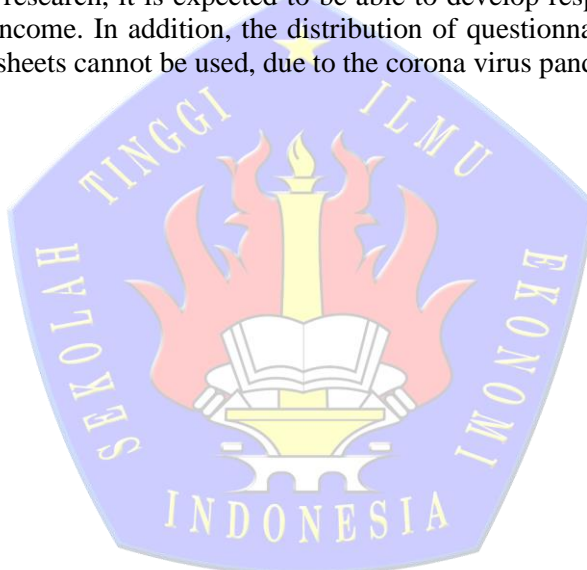 research, it is expected to be able to develop resp
ncome. In addition, the distribution of questionna
sheets cannot be used, due to the corona virus pand
SEKOLAH TINGGI ILMU EKONOMI
INDONESIA